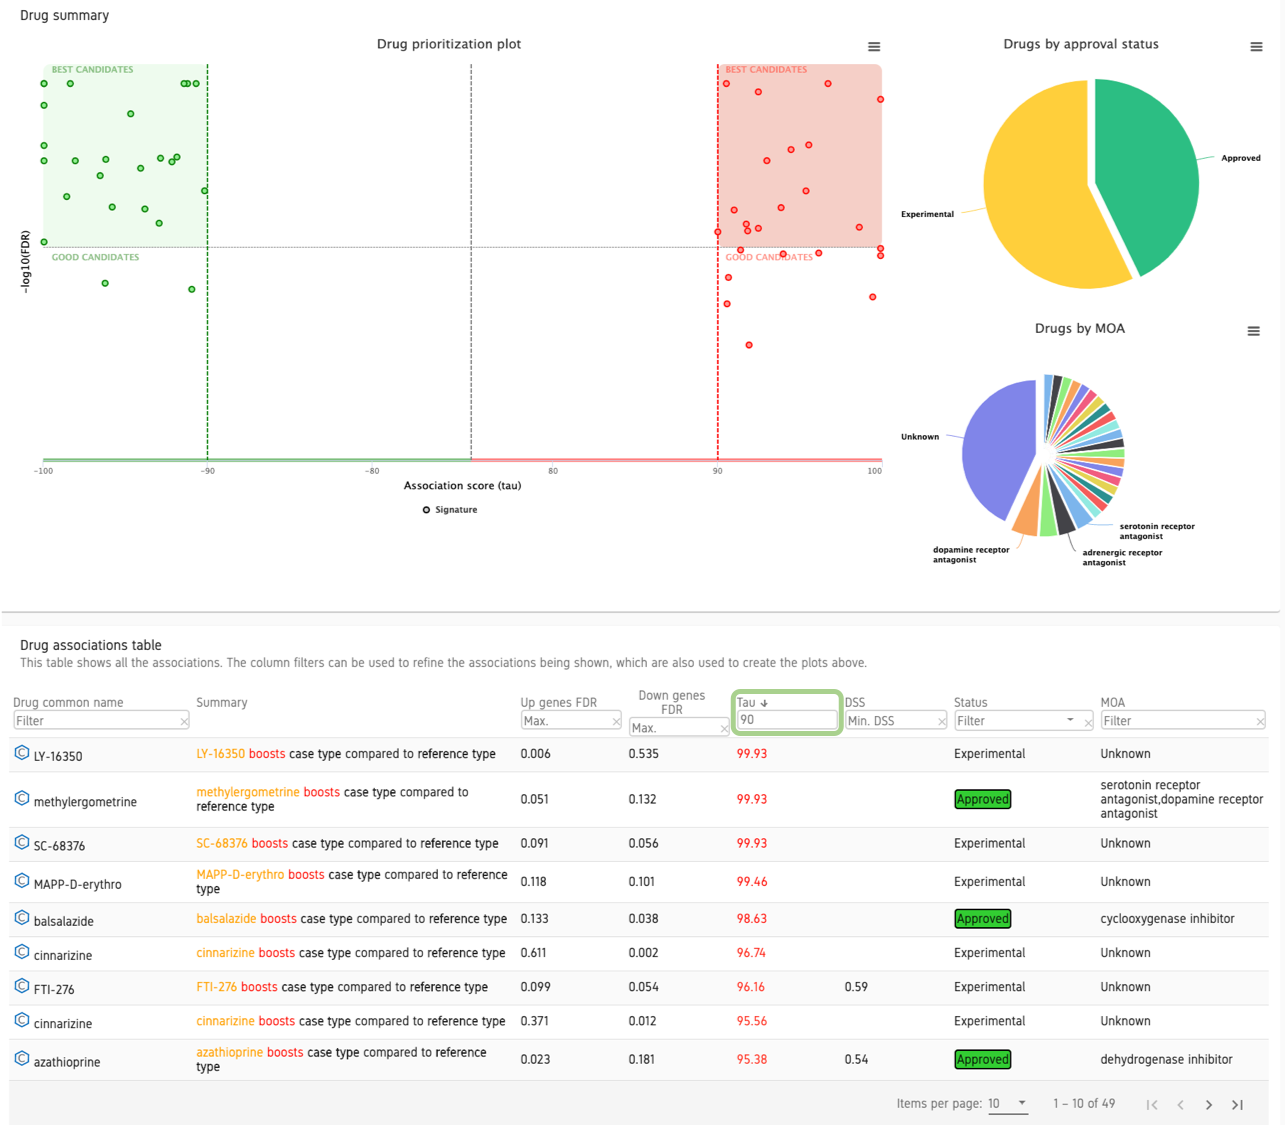 Drug summary
Drug prioritization plot
BEST CANDIDATES
BEST CANDIDATES
GOOD CANDIDATES
GOOD CANDIDATES
-log10(FDR)
-100
-90
-80
80
90
100
Association score (tau)
Signature
Drugs by approval status
Approved
Experimental
Drugs by MOA
Unknown
serotonin receptor
antagonist
dopamine receptor
antagonist
adrenergic receptor
antagonist
Drug associations table
This table shows all the associations. The column filters can be used to refine the associations being shown, which are also used to create the plots above.
Drug common name Summary Up genes FDR Down genes FDR Tau ↓ DSS Status MOA
Filter × Max. × Max. × 90 Min. DSS × Filter × Filter ×
LY-16350 LY-16350 boosts case type compared to reference type 0.006 0.535 99.93 Experimental Unknown
methylergometrine methylergometrine boosts case type compared to reference type 0.051 0.132 99.93 Approved serotonin receptor antagonist,dopamine receptor antagonist
SC-68376 SC-68376 boosts case type compared to reference type 0.091 0.056 99.93 Experimental Unknown
MAPP-D-erythro MAPP-D-erythro boosts case type compared to reference type 0.118 0.101 99.46 Experimental Unknown
balsalazide balsalazide boosts case type compared to reference type 0.133 0.038 98.63 Approved cyclooxygenase inhibitor
cinnarizine cinnarizine boosts case type compared to reference type 0.611 0.002 96.74 Experimental Unknown
FTI-276 FTI-276 boosts case type compared to reference type 0.099 0.054 96.16 0.59 Experimental Unknown
cinnarizine cinnarizine boosts case type compared to reference type 0.371 0.012 95.56 Experimental Unknown
azathioprine azathioprine boosts case type compared to reference type 0.023 0.181 95.38 0.54 Approved dehydrogenase inhibitor
Items per page: 10 1 – 10 of 49